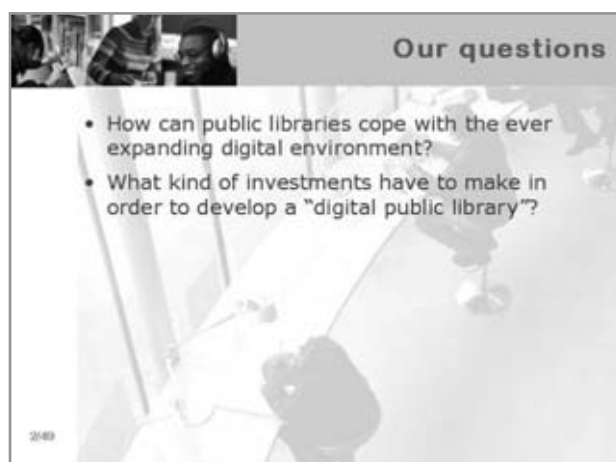 Our questions
• How can public libraries cope with the ever
expanding digital environment?
• What kind of investments have to make in
order to develop a “digital public library”?
2/49